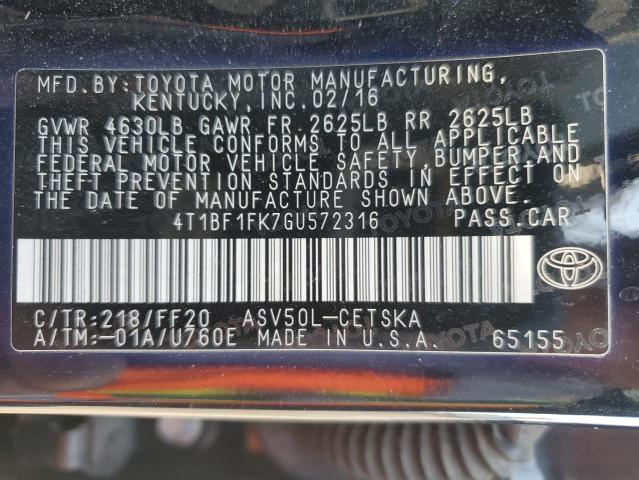 MFD.BY:TOYOTA MOTOR MANUFACTURING,
KENTUCKY,INC.02/16
GVWR 4630LB GAWR FR.2625LB RR 2625LB
THIS VEHICLE CONFORMS TO ALL APPLICABLE
FEDERAL MOTOR VEHICLE SAFETY,BUMPER,AND
THEFT PREVENTION STANDARDS IN EFFECT ON
THE DATE OF MANUFACTURE SHOWN ABOVE.
4T1BF1FK7GU572316 PASS.CAR
C/TR:218/FF20 ASV50L-CETSKA
A/TM:-01A/U760E MADE IN U.S.A. 65155